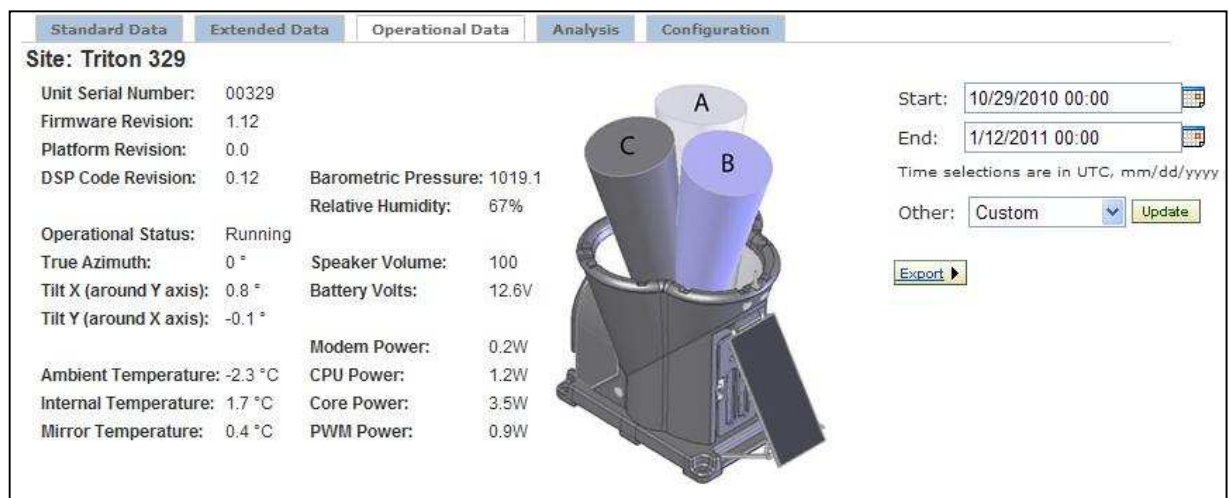 Standard Data Extended Data Operational Data Analysis Configuration
Site: Triton 329
Unit Serial Number: 00329
Firmware Revision: 1.12
Platform Revision: 0.0
DSP Code Revision: 0.12 Barometric Pressure: 1019.1
Relative Humidity: 67%
Operational Status: Running
True Azimuth: 0 ° Speaker Volume: 100
Tilt X (around Y axis): 0.8 ° Battery Volts: 12.6V
Tilt Y (around X axis): -0.1 °
Modem Power: 0.2W
Ambient Temperature: -2.3 °C CPU Power: 1.2W
Internal Temperature: 1.7 °C Core Power: 3.5W
Mirror Temperature: 0.4 °C PWM Power: 0.9W
A
C
B
Start: 10/29/2010 00:00
End: 1/12/2011 00:00
Time selections are in UTC, mm/dd/yyyy
Other: Custom Update
Export